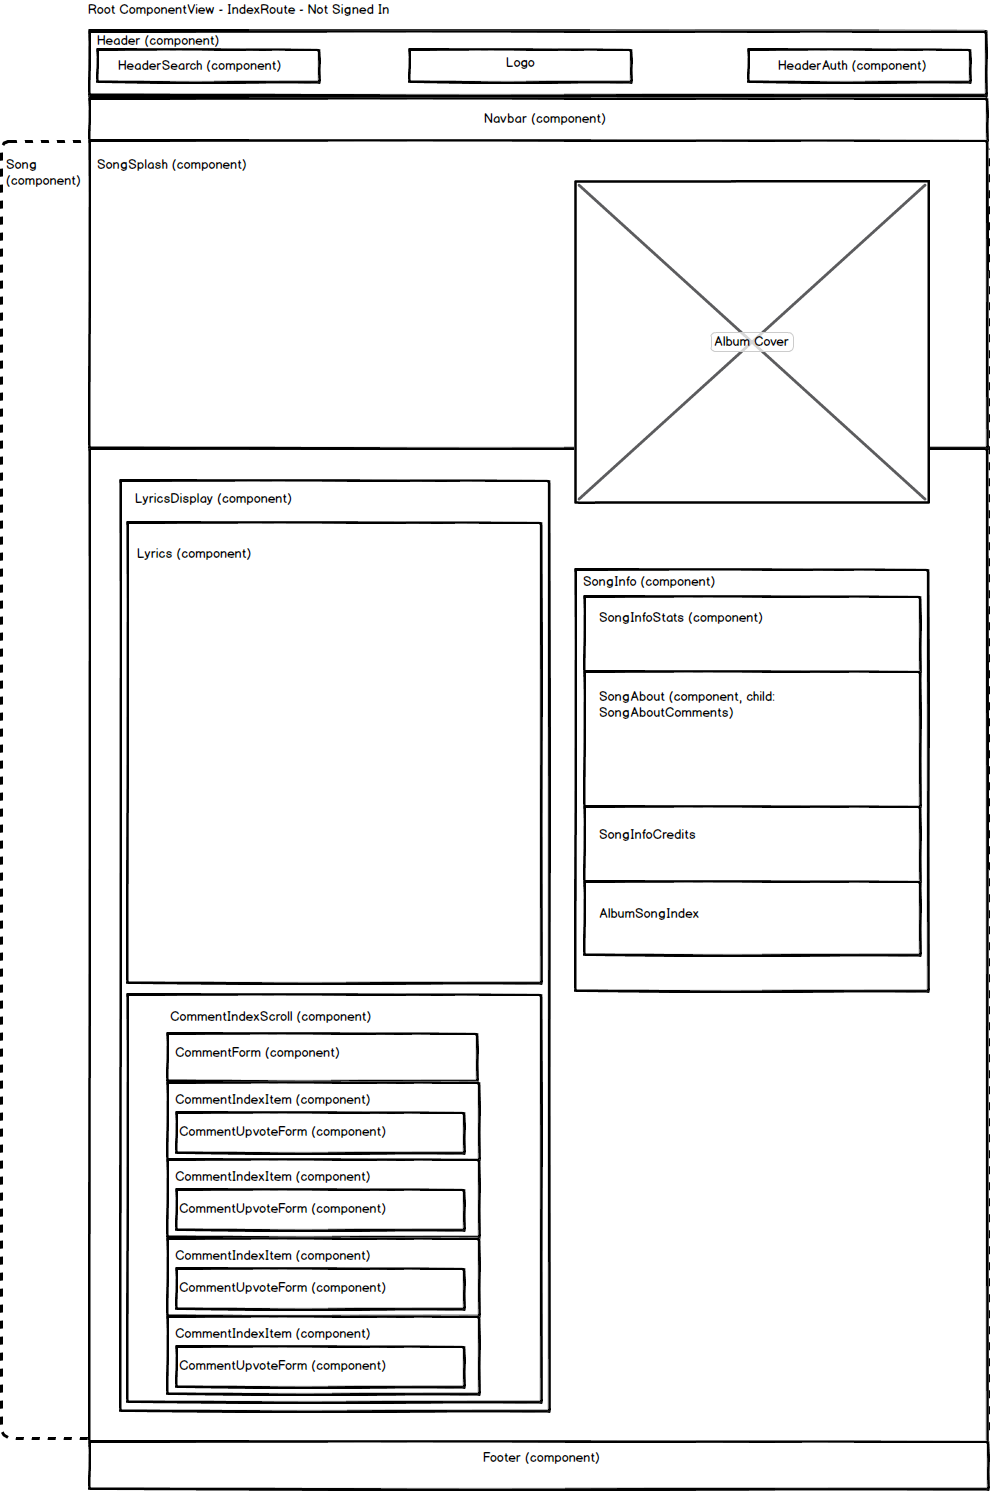 Root ComponentView - IndexRoute - Not Signed In
Header (component)
HeaderSearch (component)
Logo
HeaderAuth (component)
Navbar (component)
Song
(component)
SongSplash (component)
Album Cover
LyricsDisplay (component)
Lyrics (component)
SongInfo (component)
SongInfoStats (component)
SongAbout (component, child:
SongAboutComments)
SongInfoCredits
AlbumSongIndex
CommentIndexScroll (component)
CommentForm (component)
CommentIndexItem (component)
CommentUpvoteForm (component)
CommentIndexItem (component)
CommentUpvoteForm (component)
CommentIndexItem (component)
CommentUpvoteForm (component)
CommentIndexItem (component)
CommentUpvoteForm (component)
Footer (component)